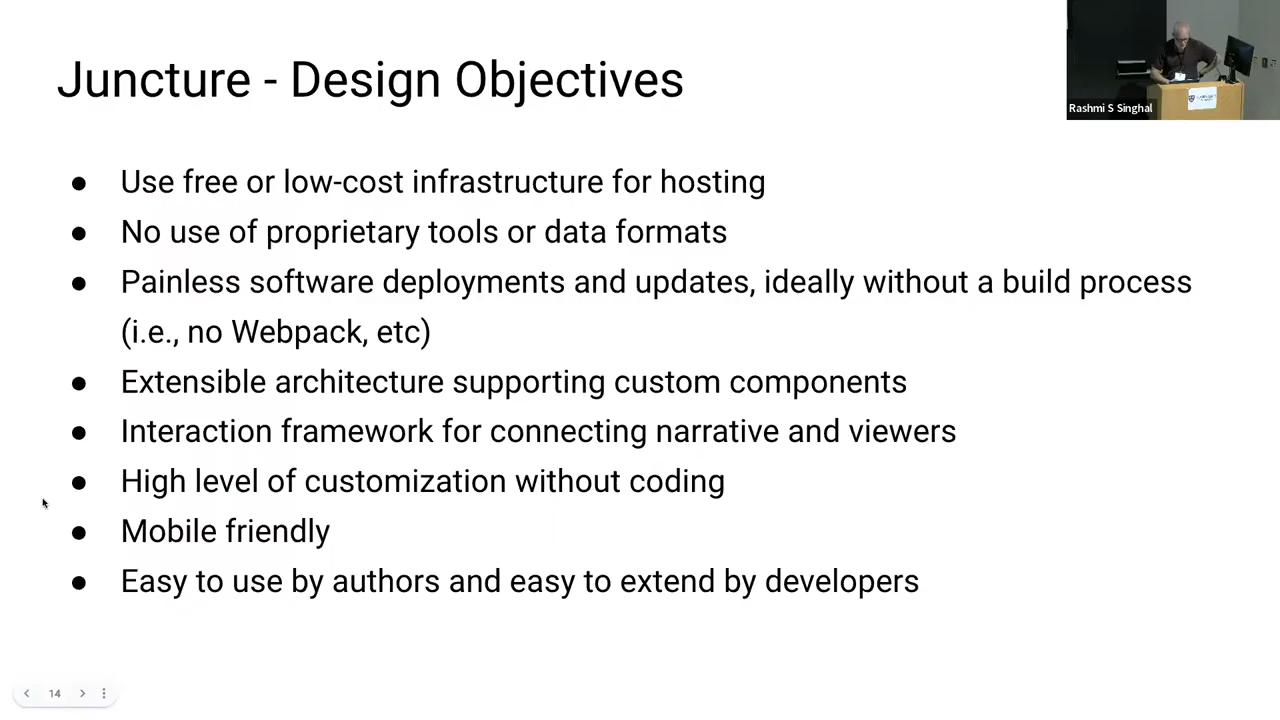 Juncture - Design Objectives
Rashmi S Singhal
● Use free or low-cost infrastructure for hosting
● No use of proprietary tools or data formats
● Painless software deployments and updates, ideally without a build process
(i.e., no Webpack, etc)
● Extensible architecture supporting custom components
● Interaction framework for connecting narrative and viewers
● High level of customization without coding
● Mobile friendly
● Easy to use by authors and easy to extend by developers
14